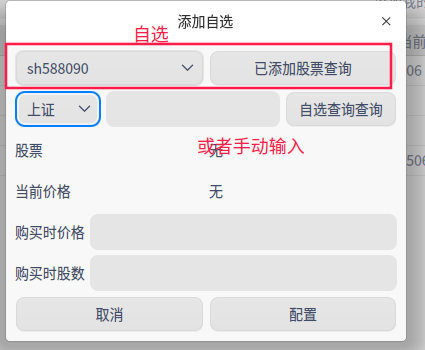 添加自选
自选
sh588090 已添加股票查询
上证 自选查询查询
或者手动输入
股票 无
当前价格 无
购买时价格
购买时股数
取消 配置